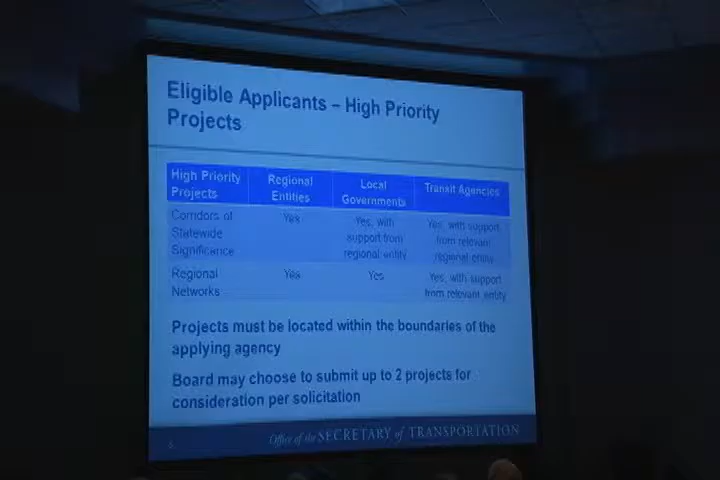 Eligible Applicants – High Priority
Projects
High Priority Projects | Regional Entities | Local Governments | Transit Agencies
Corridors of Statewide Significance | Yes | Yes, with support from regional entity | Yes, with support from relevant regional entity
Regional Networks | Yes | Yes | Yes, with support from relevant entity
Projects must be located within the boundaries of the
applying agency
Board may choose to submit up to 2 projects for
consideration per solicitation
Office of the SECRETARY of TRANSPORTATION